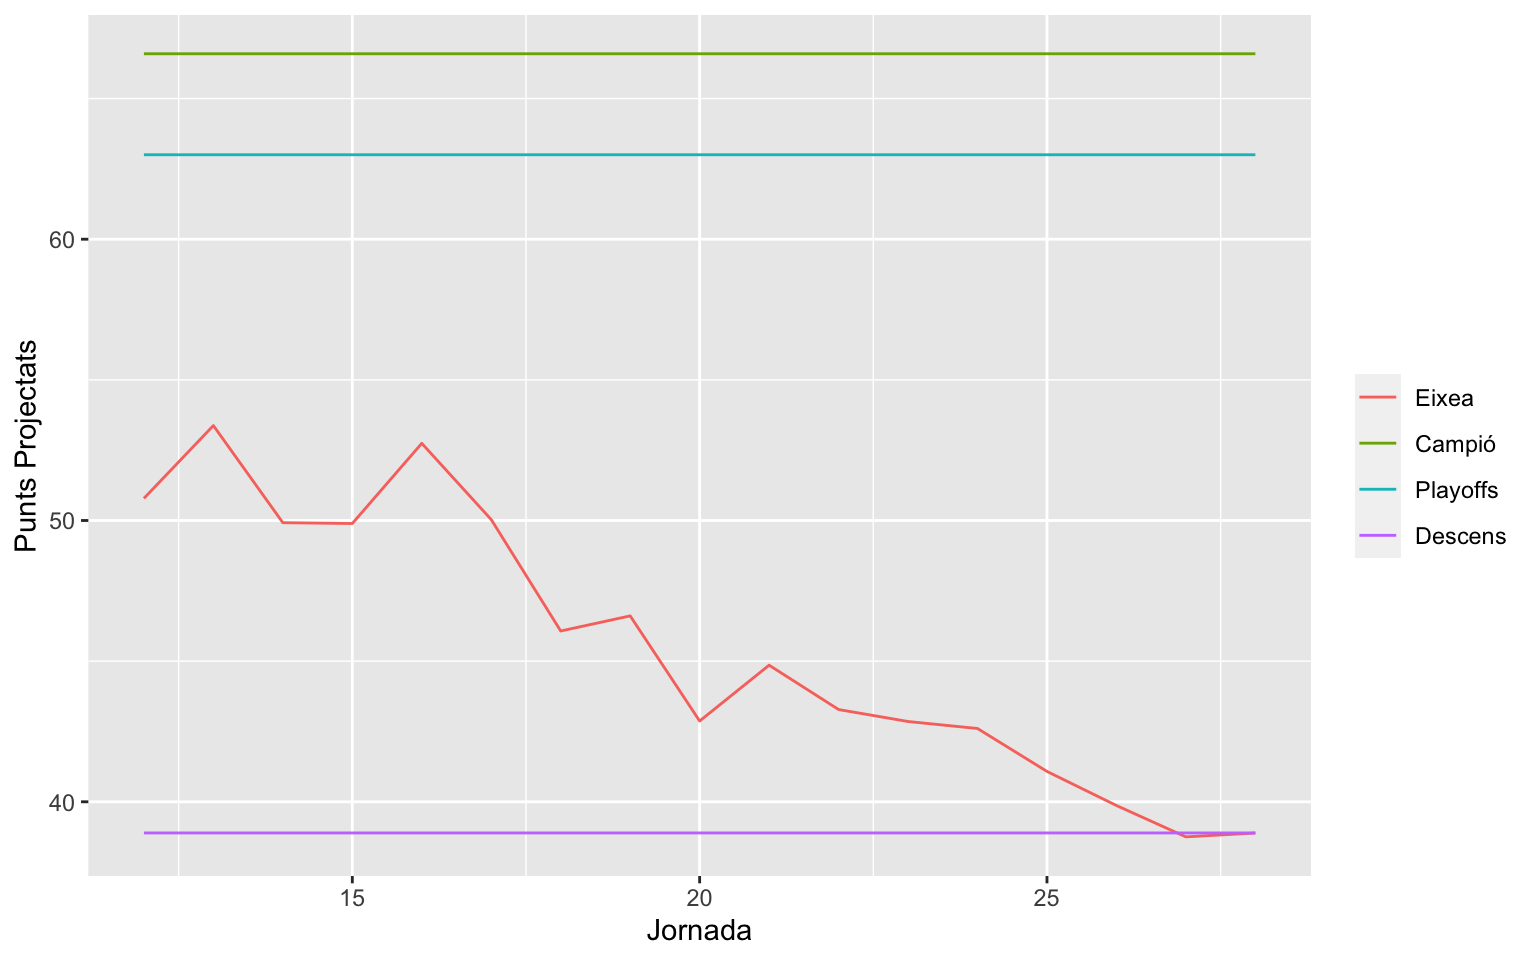 Punts Projectats
60
50
40
15
20
25
Jornada
Eixea
Campió
Playoffs
Descens